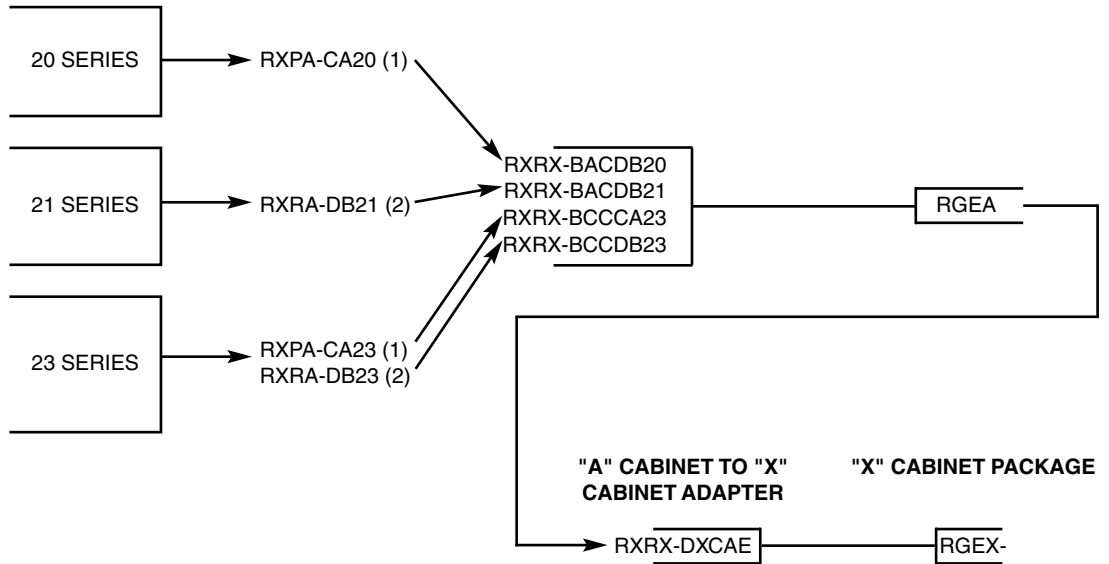 20 SERIES
RXPA-CA20 (1)
21 SERIES
RXRA-DB21 (2)
23 SERIES
RXPA-CA23 (1)
RXRA-DB23 (2)
RXRX-BACDB20
RXRX-BACDB21
RXRX-BCCCA23
RXRX-BCCDB23
RGEA
"A" CABINET TO "X"
CABINET ADAPTER
"X" CABINET PACKAGE
RXRX-DXCAE
RGEX-